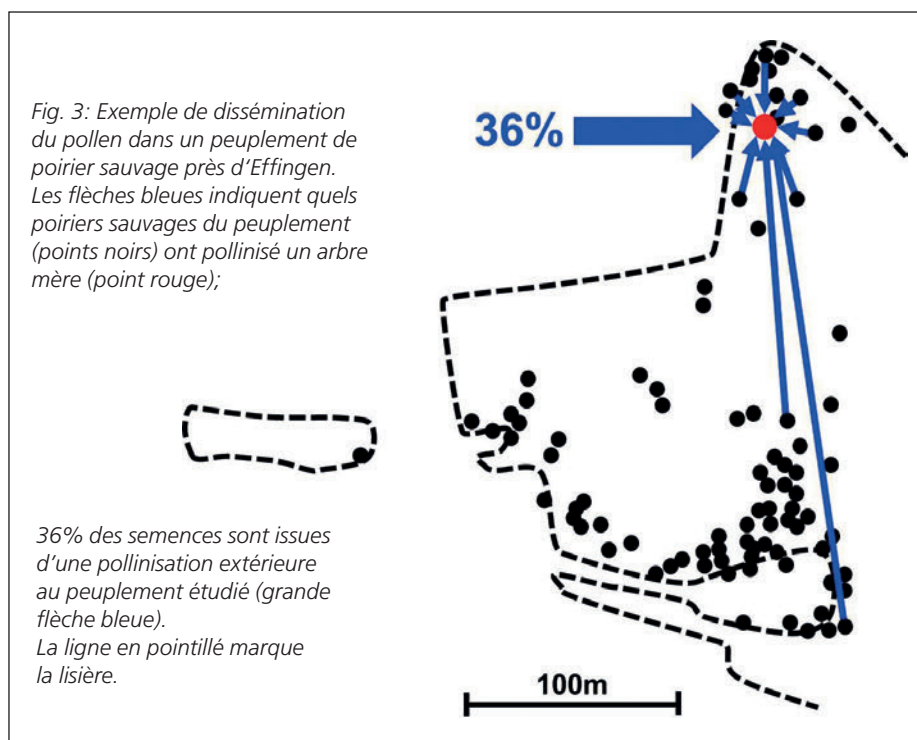 Fig. 3: Exemple de dissémination
du pollen dans un peuplement de
poirier sauvage près d’Effingen.
Les flèches bleues indiquent quels
poiriers sauvages du peuplement
(points noirs) ont pollinisé un arbre
mère (point rouge);
36%
36% des semences sont issues
d’une pollinisation extérieure
au peuplement étudié (grande
flèche bleue).
La ligne en pointillé marque
la lisière.
100m